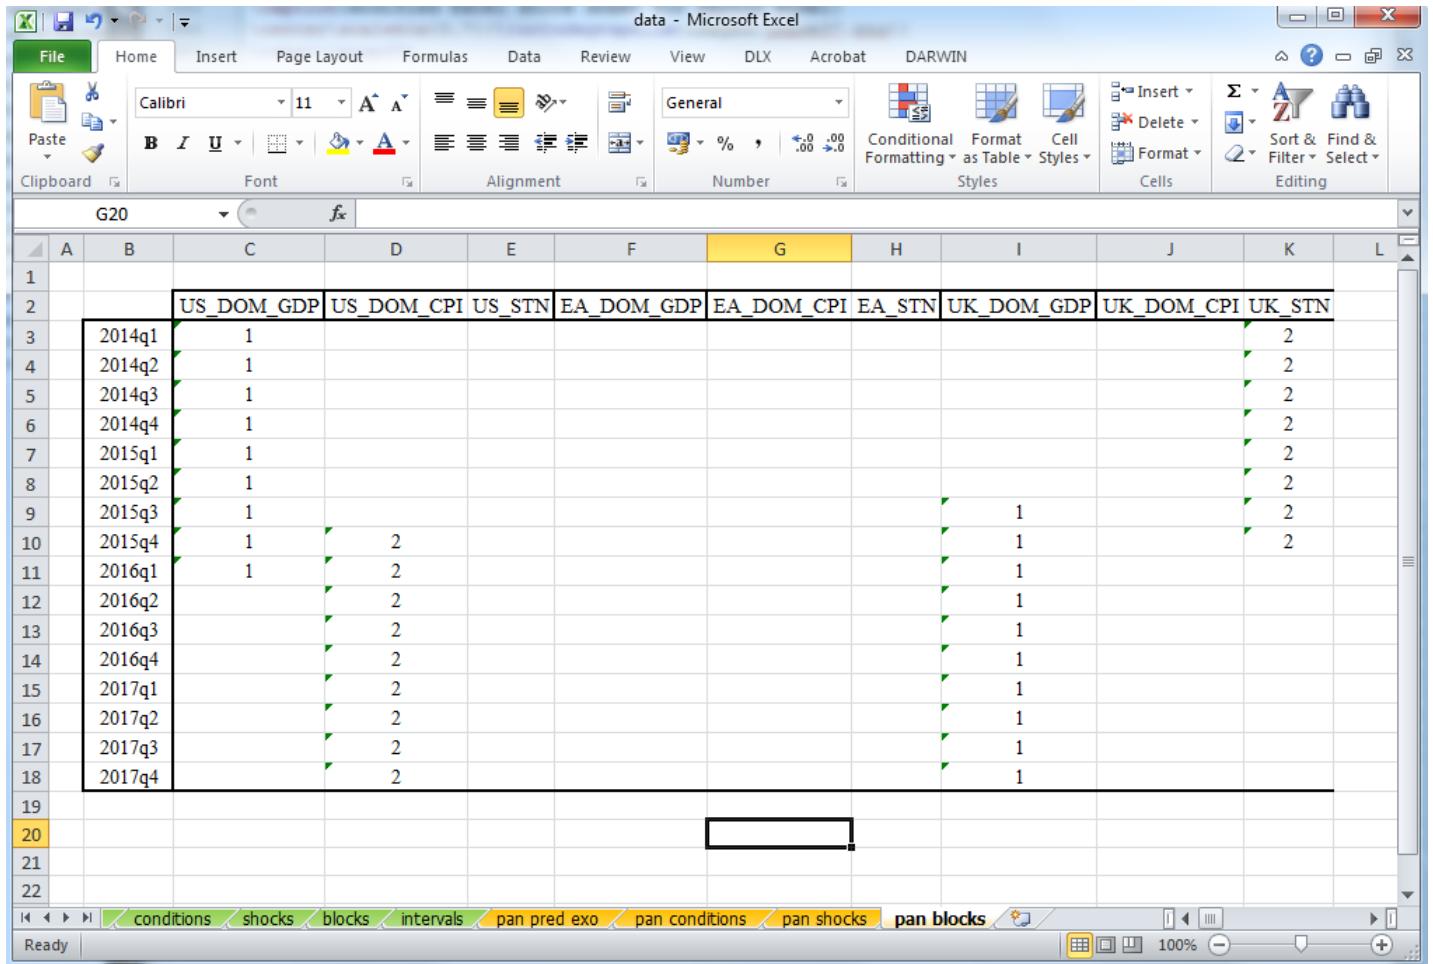 data - Microsoft Excel
File Home Insert Page Layout Formulas Data Review View DLX Acrobat DARWIN
Calibri 11 A A General Insert Σ
Paste B I U A % , .0 .00 .00 .0 Conditional Formatting Format as Table Cell Styles Delete Format Sort & Filter Find & Select
Clipboard Font Alignment Number Styles Cells Editing
G20 fx
A B C D E F G H I J K L
1
2 US_DOM_GDP US_DOM_CPI US_STN EA_DOM_GDP EA_DOM_CPI EA_STN UK_DOM_GDP UK_DOM_CPI UK_STN
3 2014q1 1 2
4 2014q2 1 2
5 2014q3 1 2
6 2014q4 1 2
7 2015q1 1 2
8 2015q2 1 2
9 2015q3 1 1 2
10 2015q4 1 2 1 2
11 2016q1 1 2 1
12 2016q2 2 1
13 2016q3 2 1
14 2016q4 2 1
15 2017q1 2 1
16 2017q2 2 1
17 2017q3 2 1
18 2017q4 2 1
19
20
21
22
conditions shocks blocks intervals pan pred exo pan conditions pan shocks pan blocks
Ready 100%